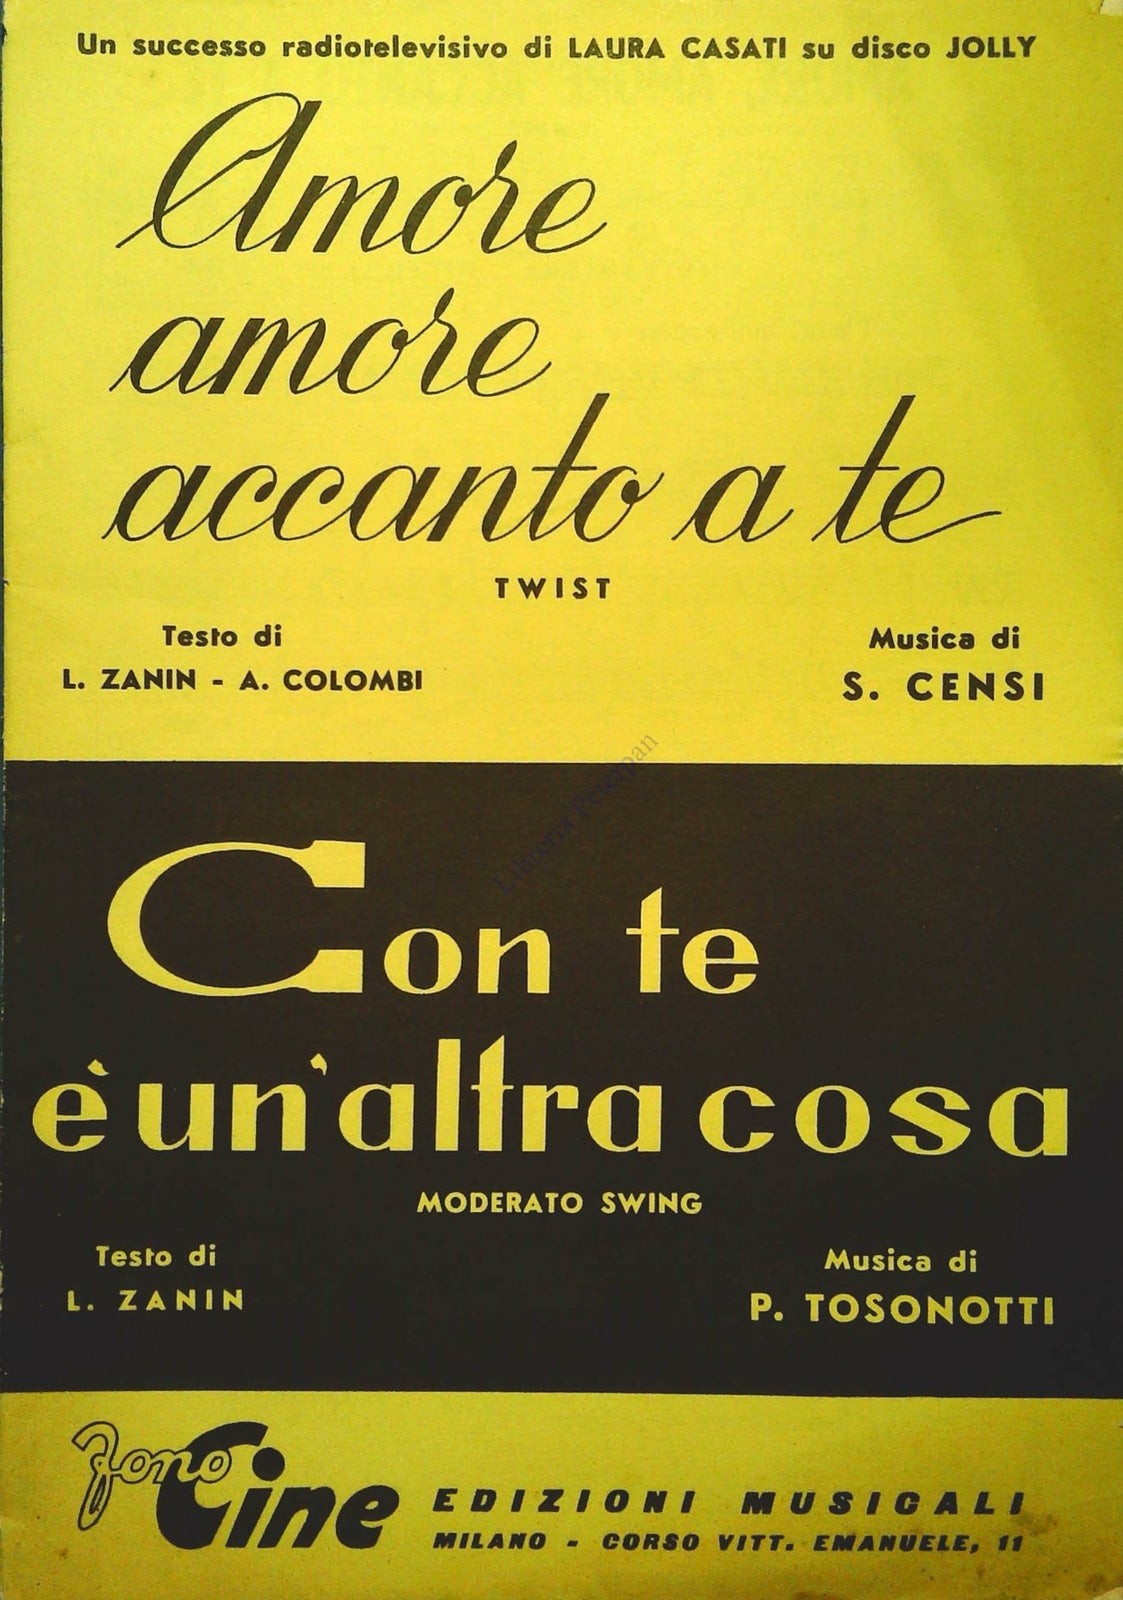 Un successo radiotelevisivo di LAURA CASATI su disco JOLLY
Amore
amore
accanto a te
TWIST
Testo di
L. ZANIN - A. COLOMBI
Musica di
S. CENSI
Libreria Peterpan
Con te
è un'altra cosa
MODERATO SWING
Testo di
L. ZANIN
Musica di
P. TOSONOTTI
Fono Cine
EDIZIONI MUSICALI
MILANO - CORSO VITT. EMANUELE, 11